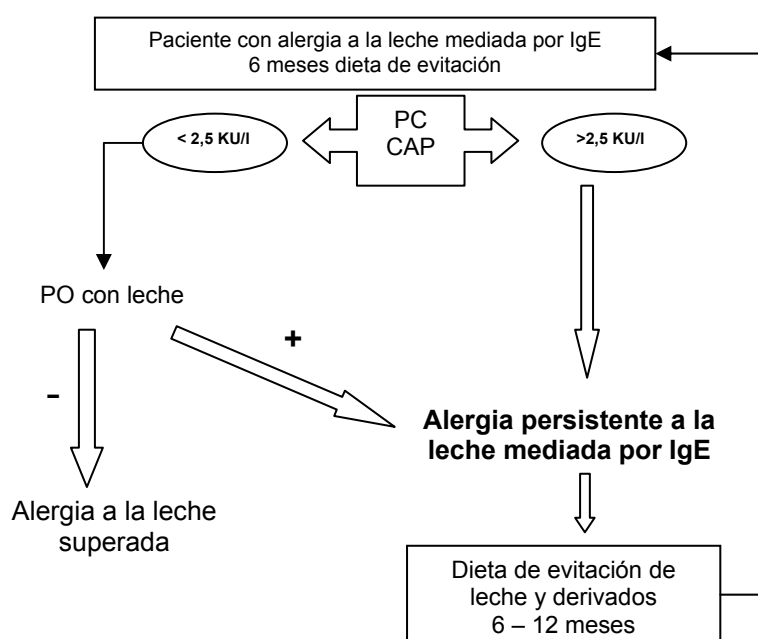 Paciente con alergia a la leche mediada por IgE
6 meses dieta de evitación
PC
CAP
< 2,5 KU/l
>2,5 KU/l
PO con leche
+
-
Alergia persistente a la
leche mediada por IgE
Alergia a la leche
superada
Dieta de evitación de
leche y derivados
6 – 12 meses